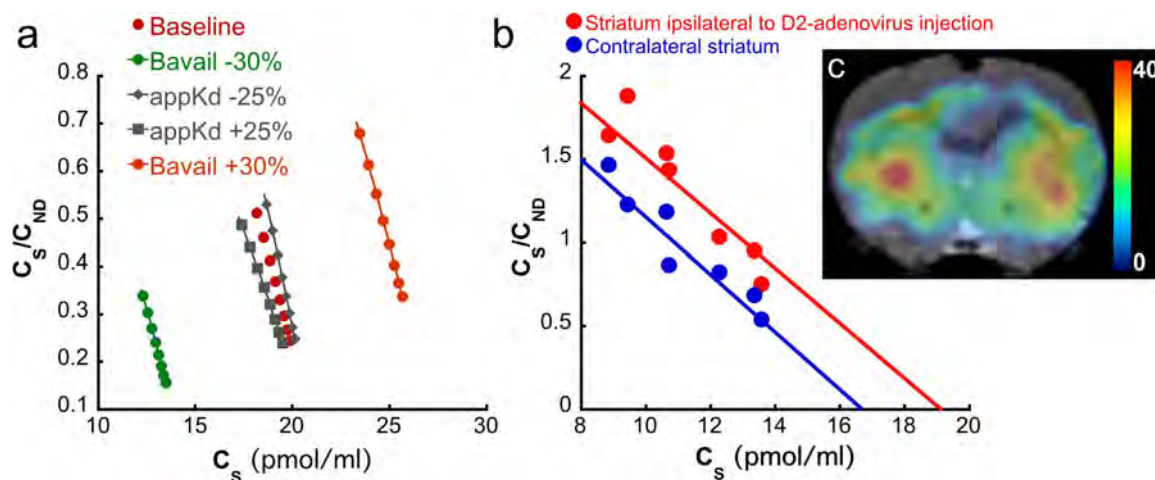 a
Baseline
Bavail -30%
appKd -25%
appKd +25%
Bavail +30%
0.8
0.7
0.6
0.5
0.4
0.3
0.2
0.1
C_S/C_ND
10 15 20 25 30
C_S (pmol/ml)
b
Striatum ipsilateral to D2-adenovirus injection
Contralateral striatum
2
1.5
1
0.5
0
C_S/C_ND
8 10 12 14 16 18 20
C_S (pmol/ml)
C
40
0